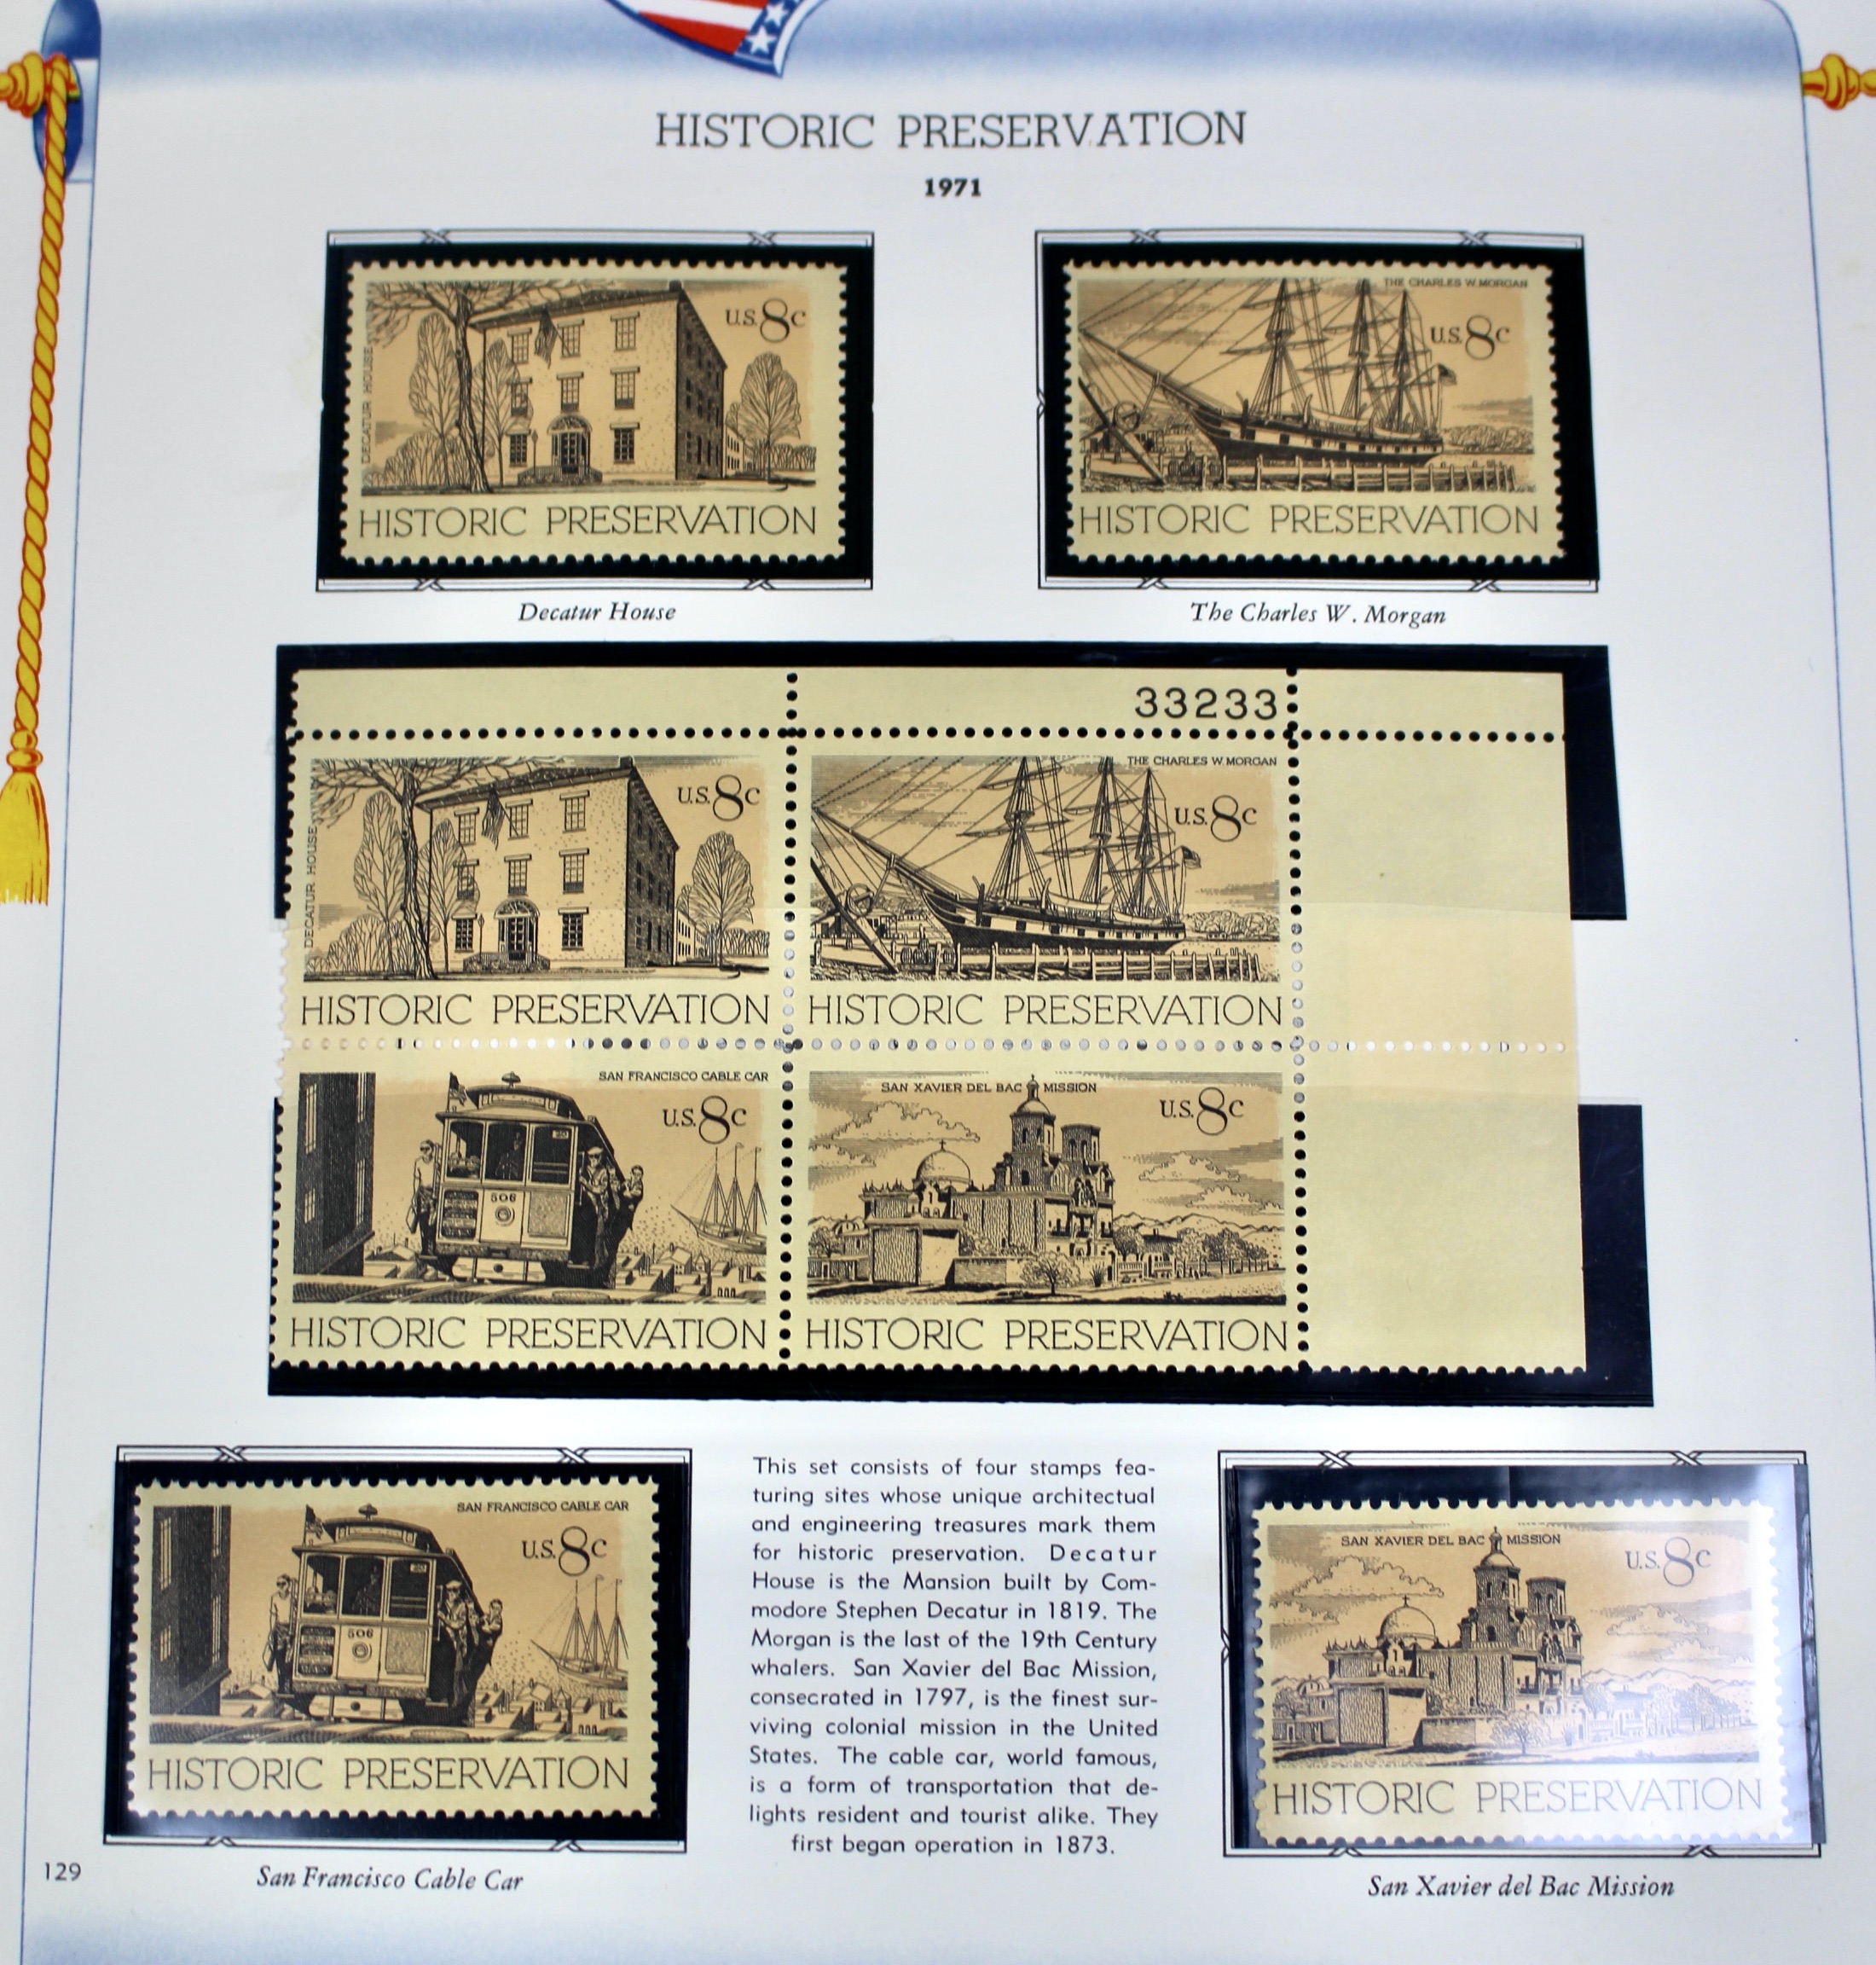 HISTORIC PRESERVATION
1971
DECATUR HOUSE
U.S. 8c
HISTORIC PRESERVATION
THE CHARLES W. MORGAN
U.S. 8c
HISTORIC PRESERVATION
Decatur House
The Charles W. Morgan
33233
DECATUR HOUSE
U.S. 8c
HISTORIC PRESERVATION
THE CHARLES W. MORGAN
U.S. 8c
HISTORIC PRESERVATION
SAN FRANCISCO CABLE CAR
U.S. 8c
506
HISTORIC PRESERVATION
SAN XAVIER DEL BAC MISSION
U.S. 8c
HISTORIC PRESERVATION
SAN FRANCISCO CABLE CAR
U.S. 8c
506
HISTORIC PRESERVATION
This set consists of four stamps fea-
turing sites whose unique architectual
and engineering treasures mark them
for historic preservation. Decatur
House is the Mansion built by Com-
modore Stephen Decatur in 1819. The
Morgan is the last of the 19th Century
whalers. San Xavier del Bac Mission,
consecrated in 1797, is the finest sur-
viving colonial mission in the United
States. The cable car, world famous,
is a form of transportation that de-
lights resident and tourist alike. They
first began operation in 1873.
SAN XAVIER DEL BAC MISSION
U.S. 8c
HISTORIC PRESERVATION
129
San Francisco Cable Car
San Xavier del Bac Mission